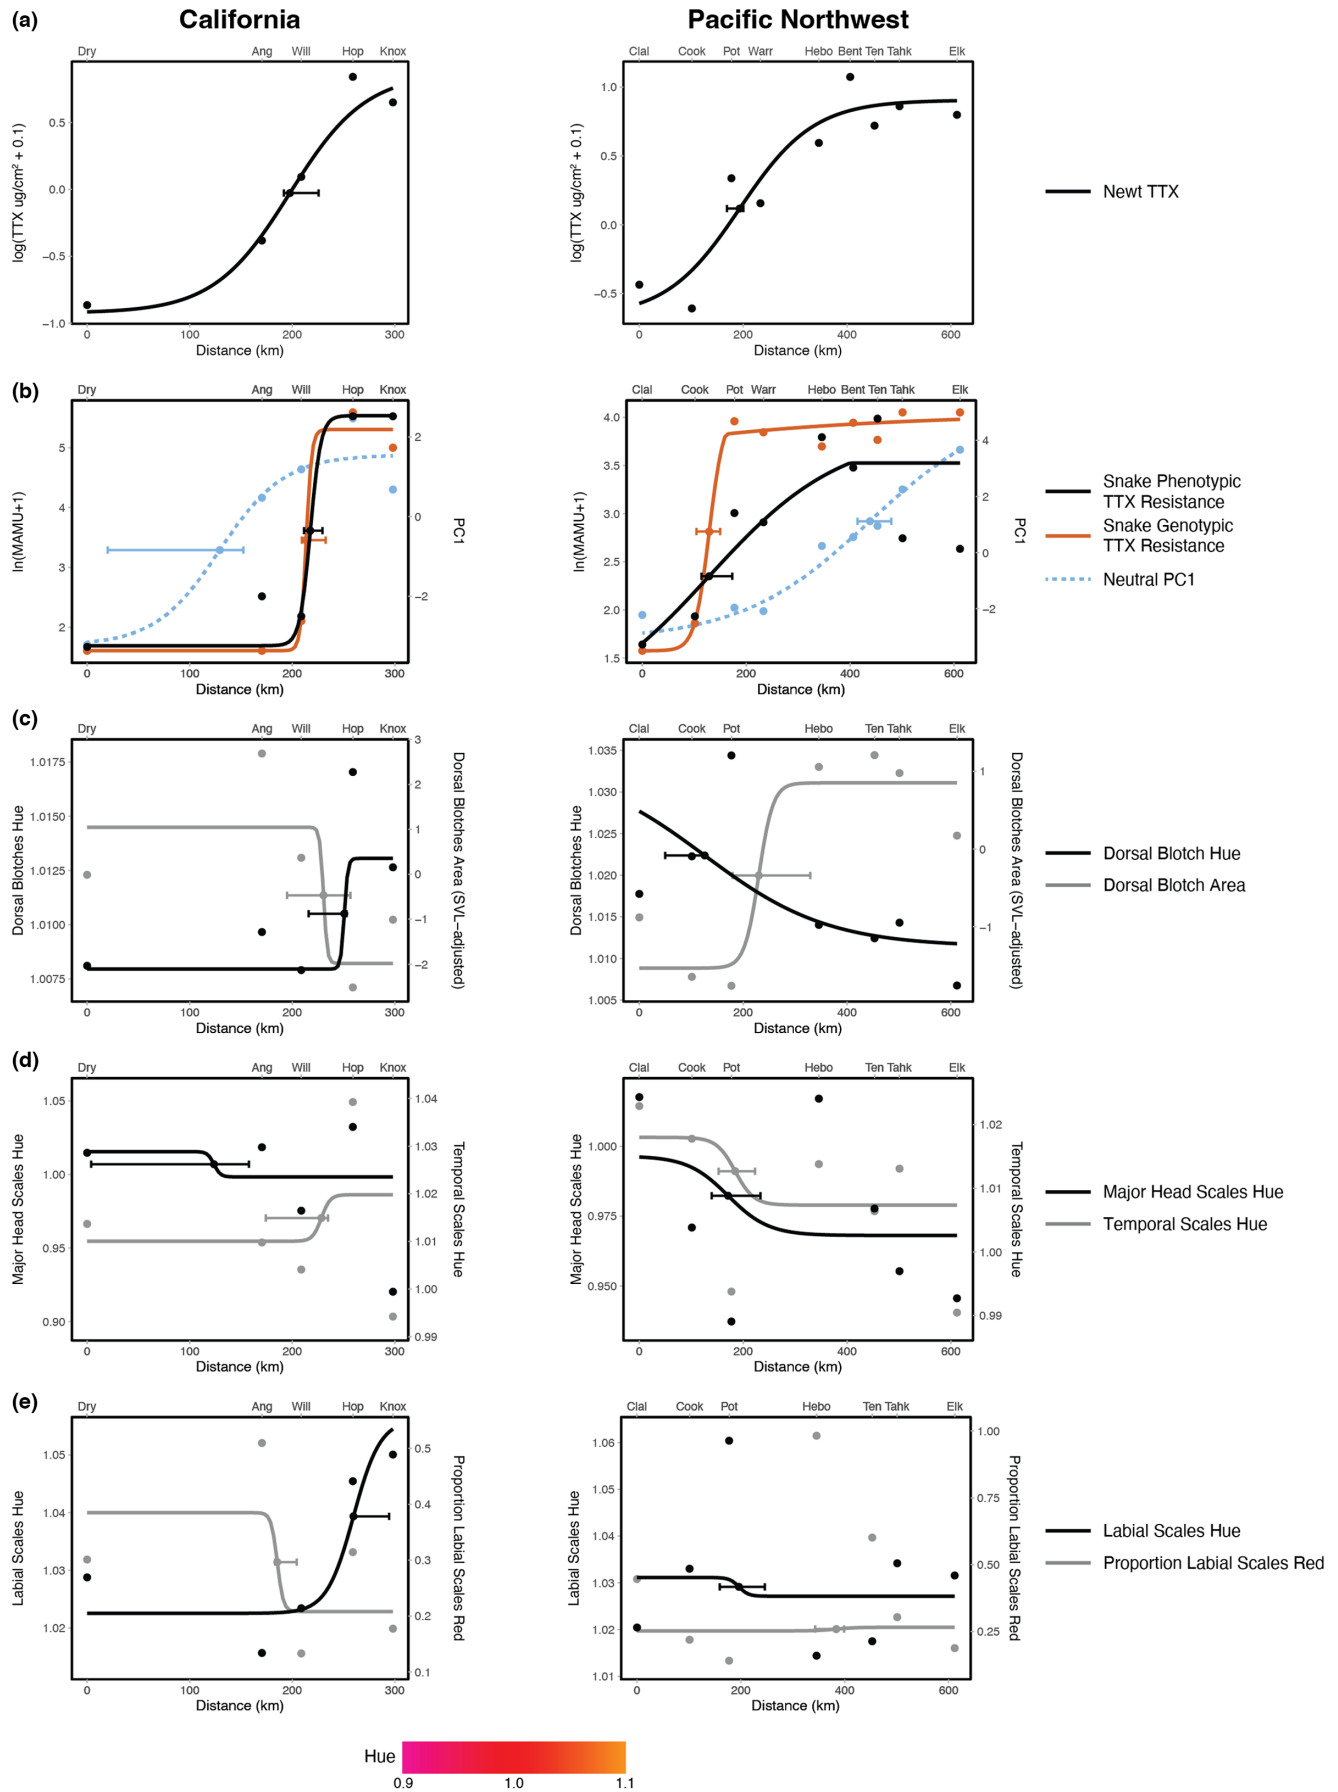 (a)
California
Pacific Northwest
Dry Ang Will Hop Knox
Clal Cook Pot Warr Hebo Bent Ten Tahk Elk
log(TTX ug/cm² + 0.1)
0.5
0.0
−0.5
−1.0
0 100 200 300
Distance (km)
log(TTX ug/cm² + 0.1)
1.0
0.5
0.0
−0.5
0 200 400 600
Distance (km)
Newt TTX
(b)
Dry Ang Will Hop Knox
Clal Cook Pot Warr Hebo Bent Ten Tahk Elk
ln(MAMU+1)
5
4
3
2
2
0
−2
PC1
0 100 200 300
Distance (km)
ln(MAMU+1)
4.0
3.5
3.0
2.5
2.0
1.5
4
2
0
−2
PC1
0 200 400 600
Distance (km)
Snake Phenotypic
TTX Resistance
Snake Genotypic
TTX Resistance
Neutral PC1
(c)
Dry Ang Will Hop Knox
Clal Cook Pot Hebo Ten Tahk Elk
Dorsal Blotches Hue
1.0175
1.0150
1.0125
1.0100
1.0075
3
2
1
0
−1
−2
Dorsal Blotches Area (SVL−adjusted)
0 100 200 300
Distance (km)
Dorsal Blotches Hue
1.035
1.030
1.025
1.020
1.015
1.010
1.005
1
0
−1
Dorsal Blotches Area (SVL−adjusted)
0 200 400 600
Distance (km)
Dorsal Blotch Hue
Dorsal Blotch Area
(d)
Dry Ang Will Hop Knox
Clal Cook Pot Hebo Ten Tahk Elk
Major Head Scales Hue
1.05
1.00
0.95
0.90
1.04
1.03
1.02
1.01
1.00
0.99
Temporal Scales Hue
0 100 200 300
Distance (km)
Major Head Scales Hue
1.000
0.975
0.950
1.02
1.01
1.00
0.99
Temporal Scales Hue
0 200 400 600
Distance (km)
Major Head Scales Hue
Temporal Scales Hue
(e)
Dry Ang Will Hop Knox
Clal Cook Pot Hebo Ten Tahk Elk
Labial Scales Hue
1.05
1.04
1.03
1.02
0.5
0.4
0.3
0.2
0.1
Proportion Labial Scales Red
0 100 200 300
Distance (km)
Labial Scales Hue
1.06
1.05
1.04
1.03
1.02
1.01
1.00
0.75
0.50
0.25
Proportion Labial Scales Red
0 200 400 600
Distance (km)
Labial Scales Hue
Proportion Labial Scales Red
Hue
0.9 1.0 1.1